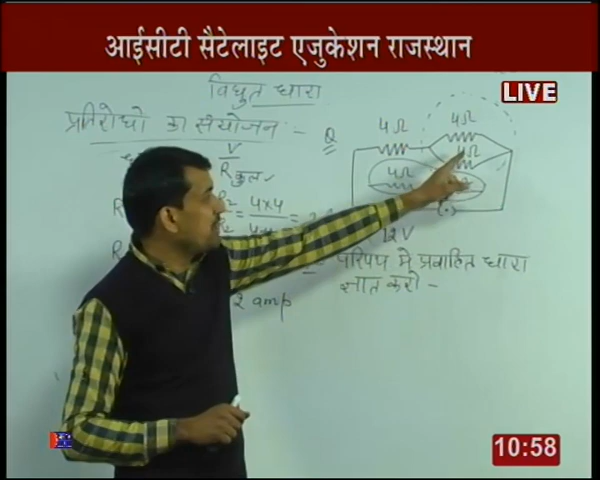 आईसीटी सैटेलाइट एजुकेशन राजस्थान
LIVE
विद्युत धारा
प्रतिरोधो का संयोजन - Q
4Ω
4Ω
4Ω
4Ω
V
R कुल
4×4
12V
परिपथ मे प्रवाहित धारा
ज्ञात करो -
2 amp
10:58